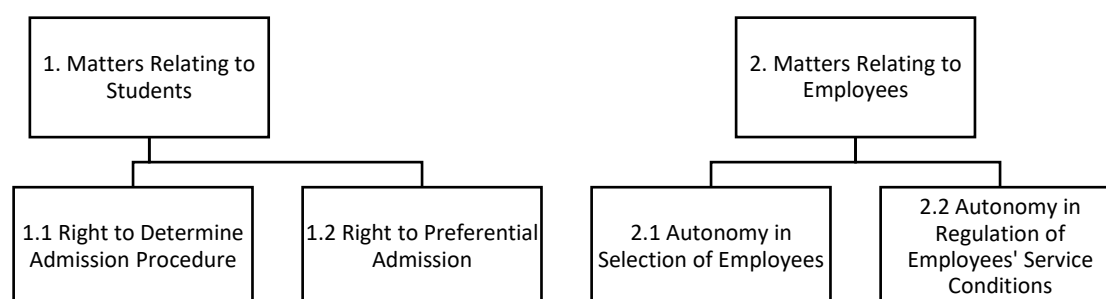 1. Matters Relating to
Students
2. Matters Relating to
Employees
1.1 Right to Determine
Admission Procedure
1.2 Right to Preferential
Admission
2.1 Autonomy in
Selection of Employees
2.2 Autonomy in
Regulation of
Employees' Service
Conditions